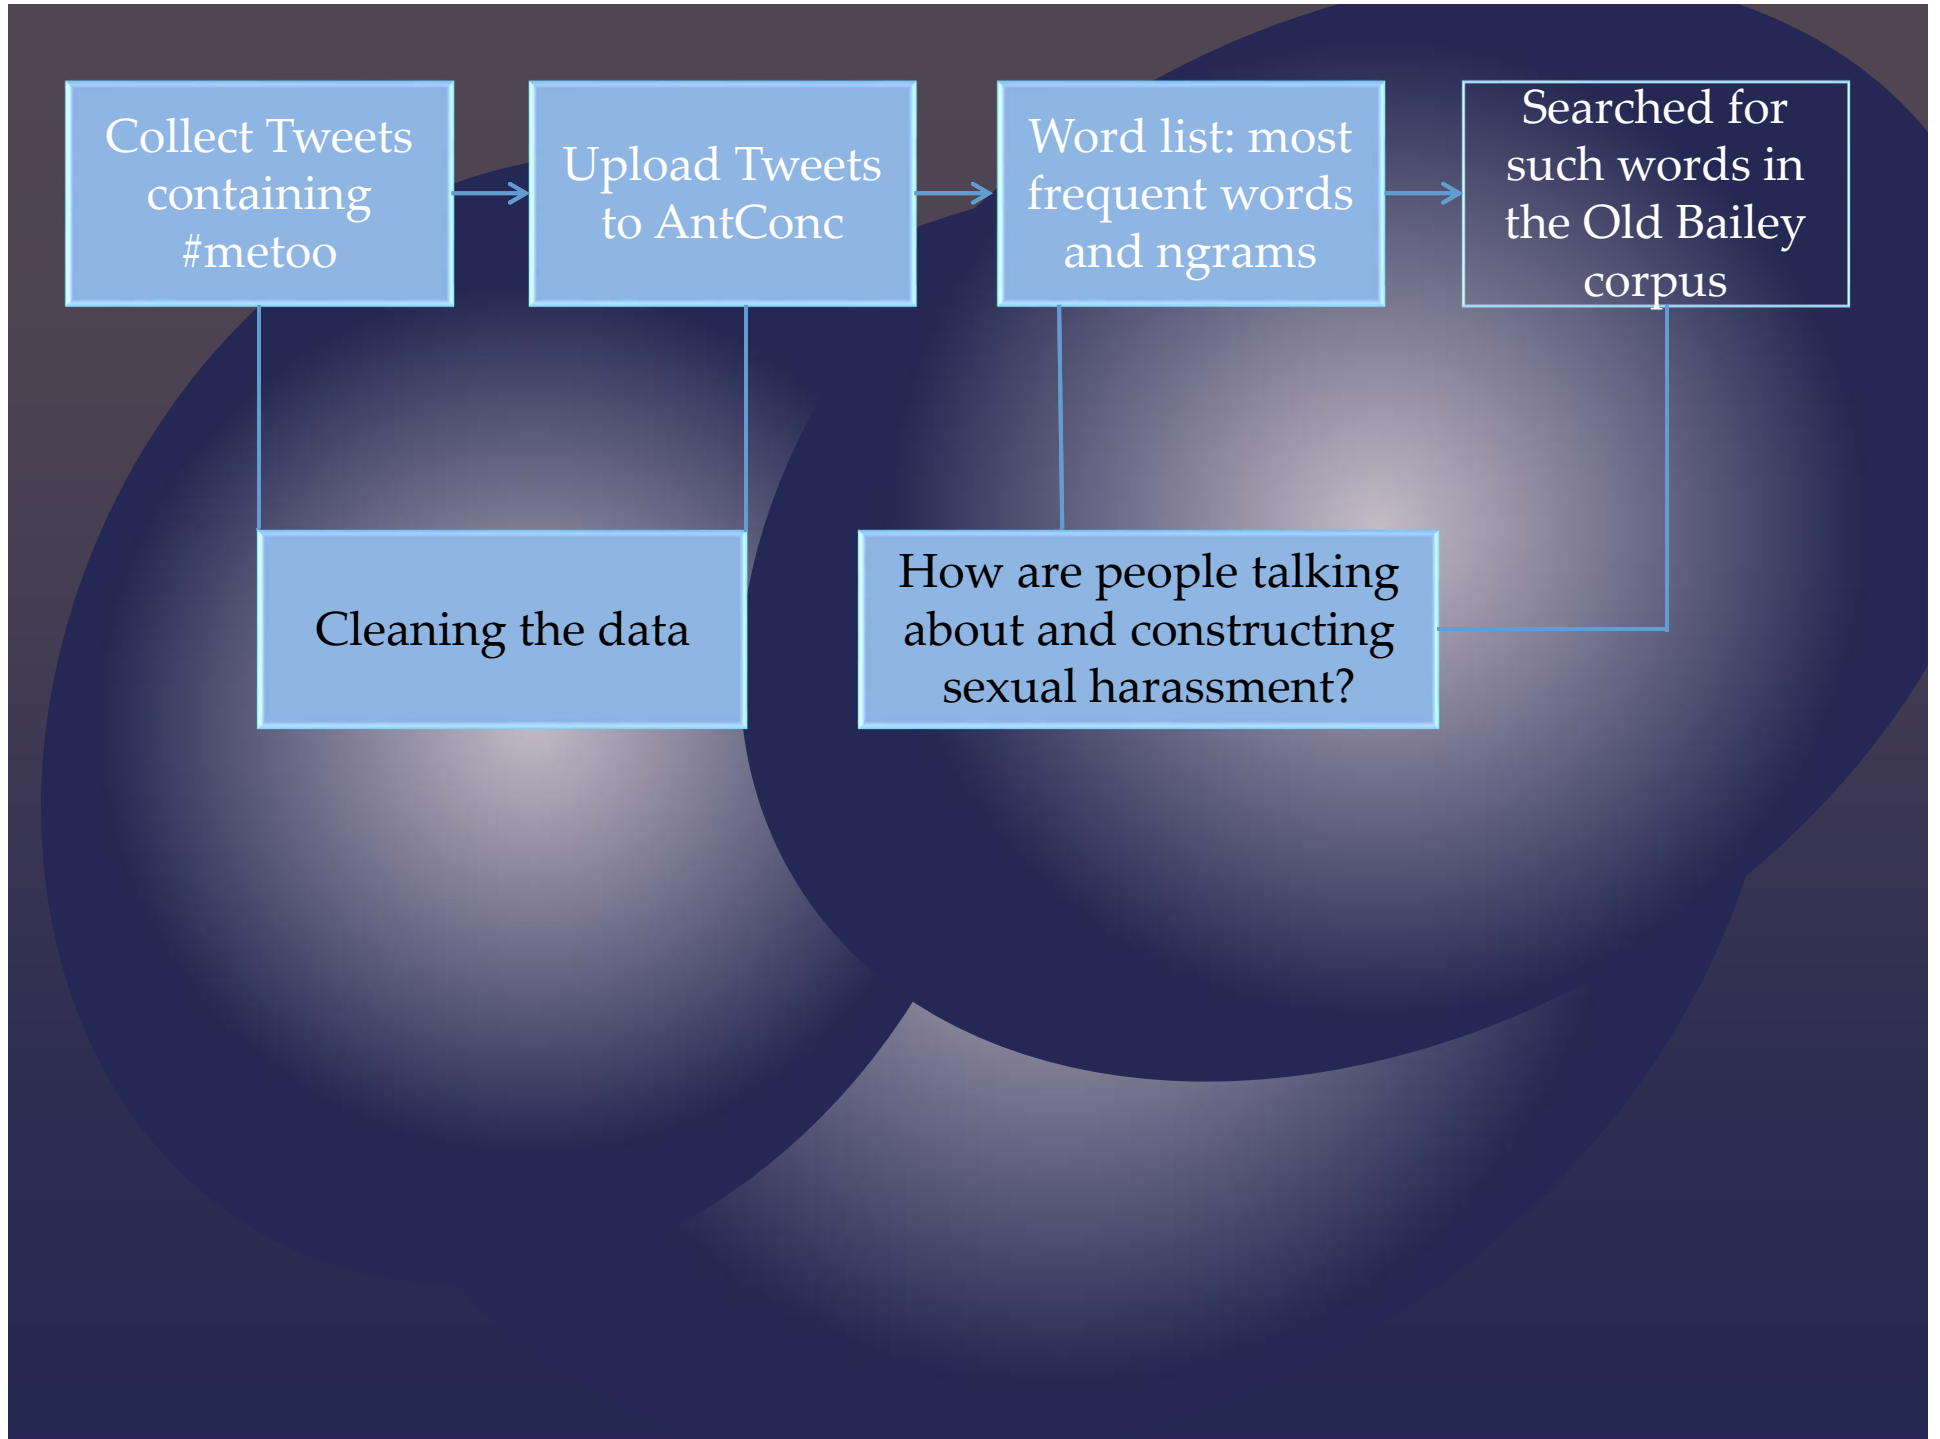 Collect Tweets
containing
#metoo
Upload Tweets
to AntConc
Word list: most
frequent words
and ngrams
Searched for
such words in
the Old Bailey
corpus
Cleaning the data
How are people talking
about and constructing
sexual harassment?